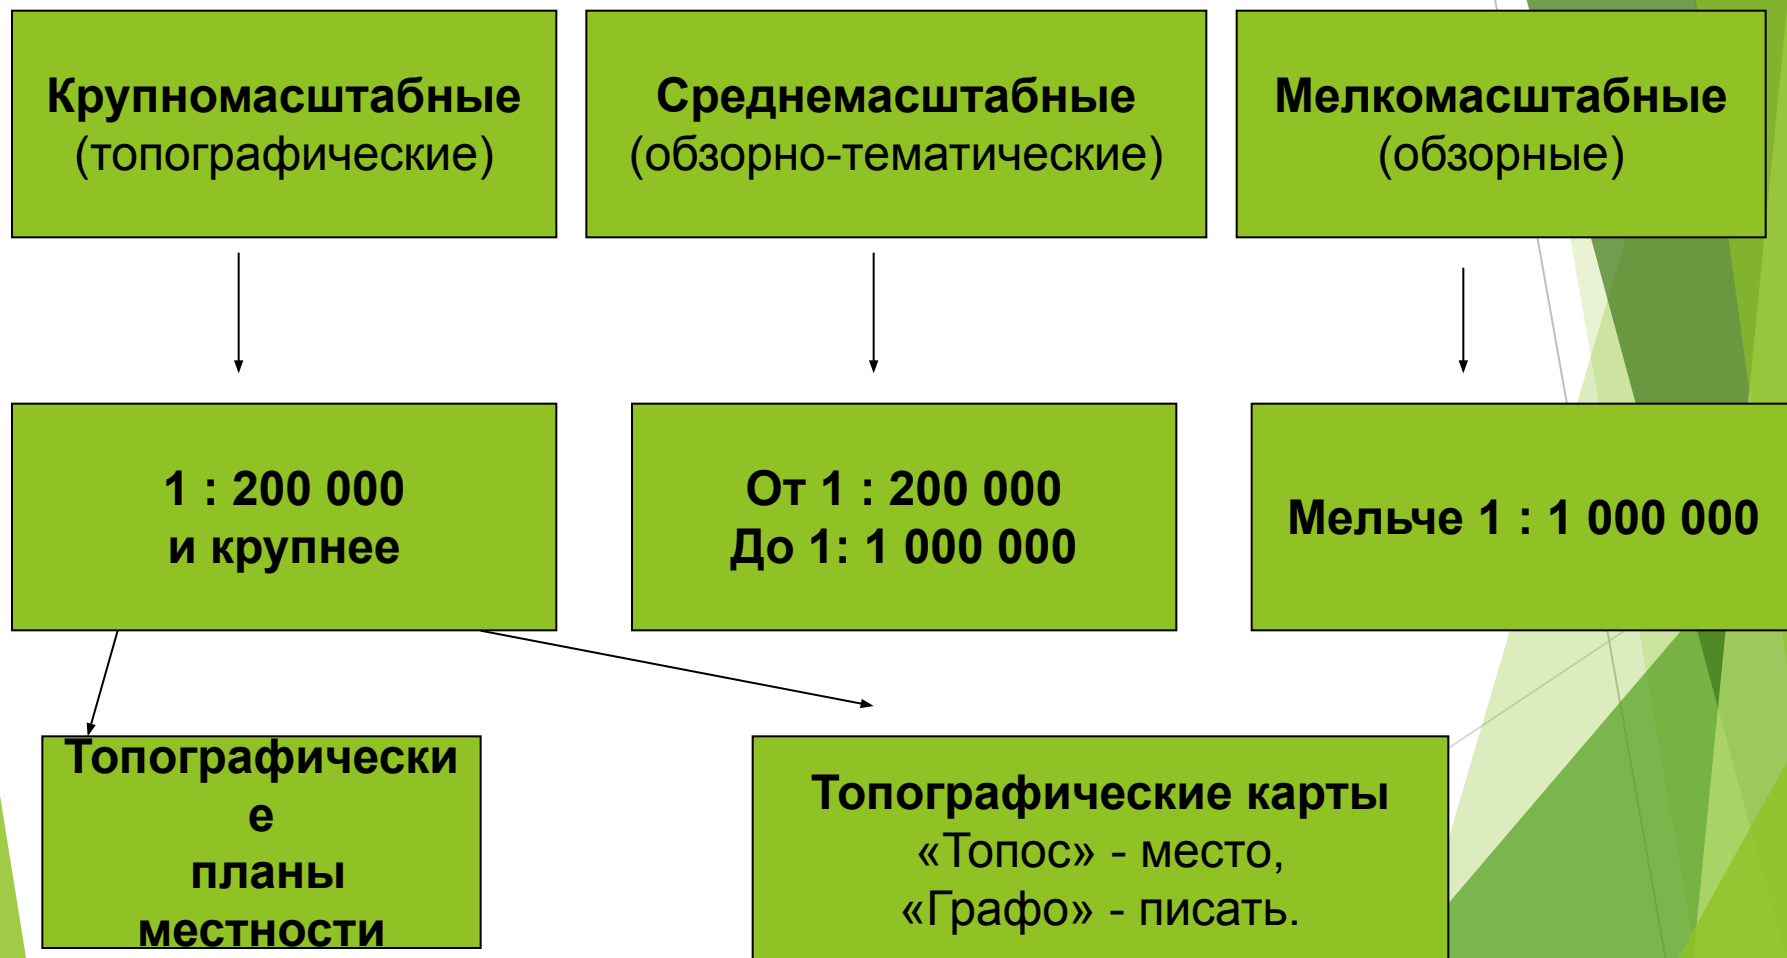 Крупномасштабные
(топографические)
Среднемасштабные
(обзорно-тематические)
Мелкомасштабные
(обзорные)
1 : 200 000
и крупнее
От 1 : 200 000
До 1: 1 000 000
Мельче 1 : 1 000 000
Топографически
е
планы
местности
Топографические карты
«Топос» - место,
«Графо» - писать.